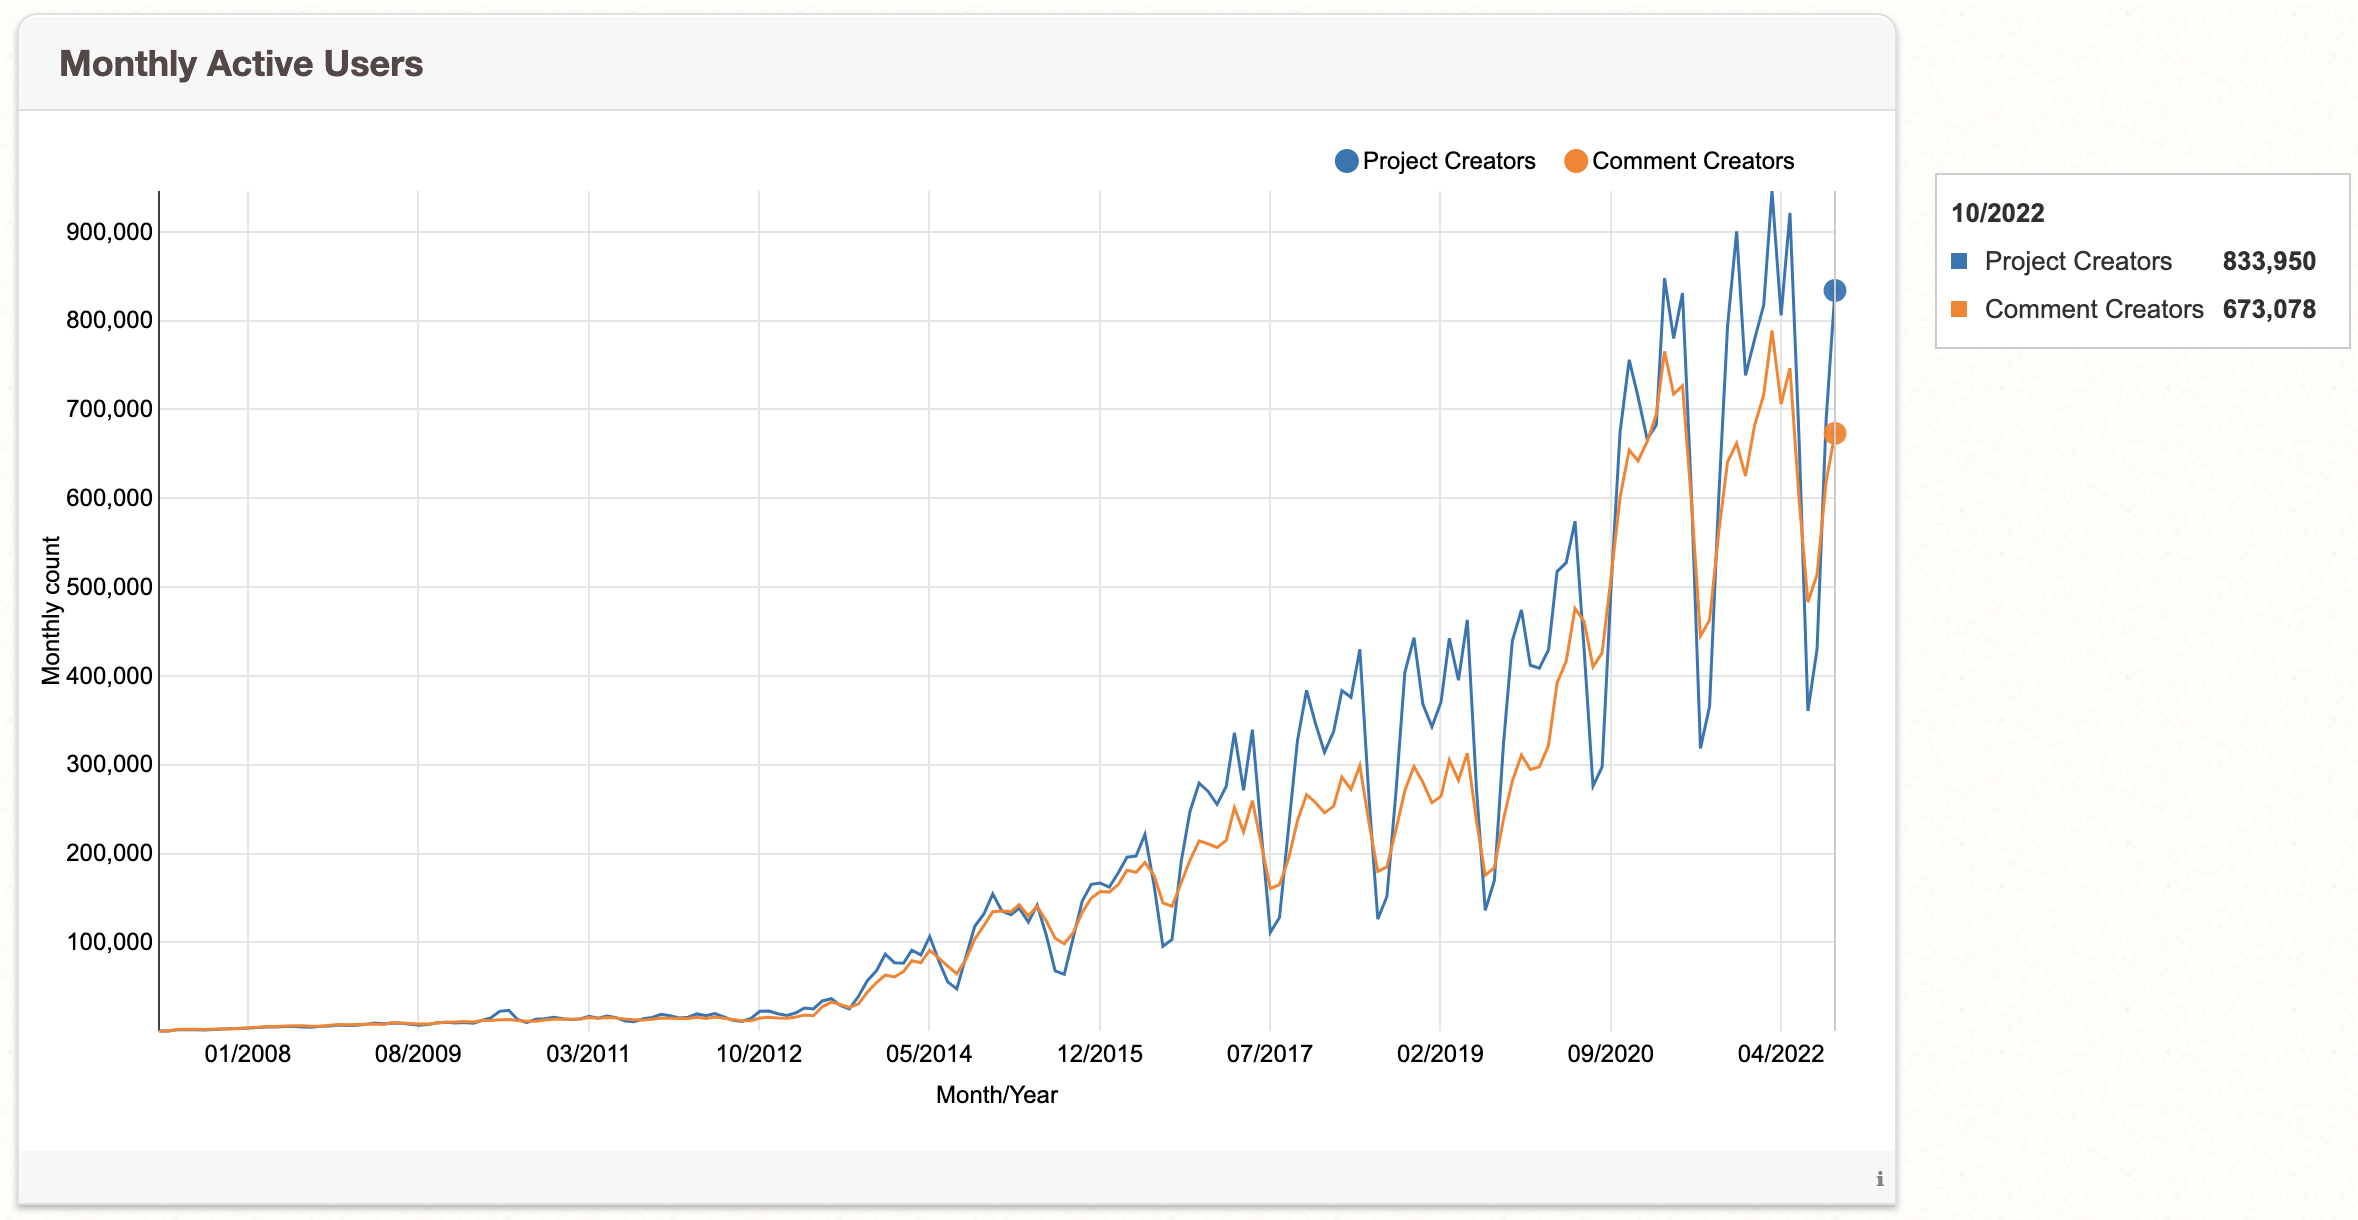 Monthly Active Users
Project Creators
Comment Creators
900,000
800,000
700,000
600,000
500,000
400,000
300,000
200,000
100,000
Monthly count
01/2008
08/2009
03/2011
10/2012
05/2014
12/2015
07/2017
02/2019
09/2020
04/2022
Month/Year
10/2022
Project Creators 833,950
Comment Creators 673,078
i